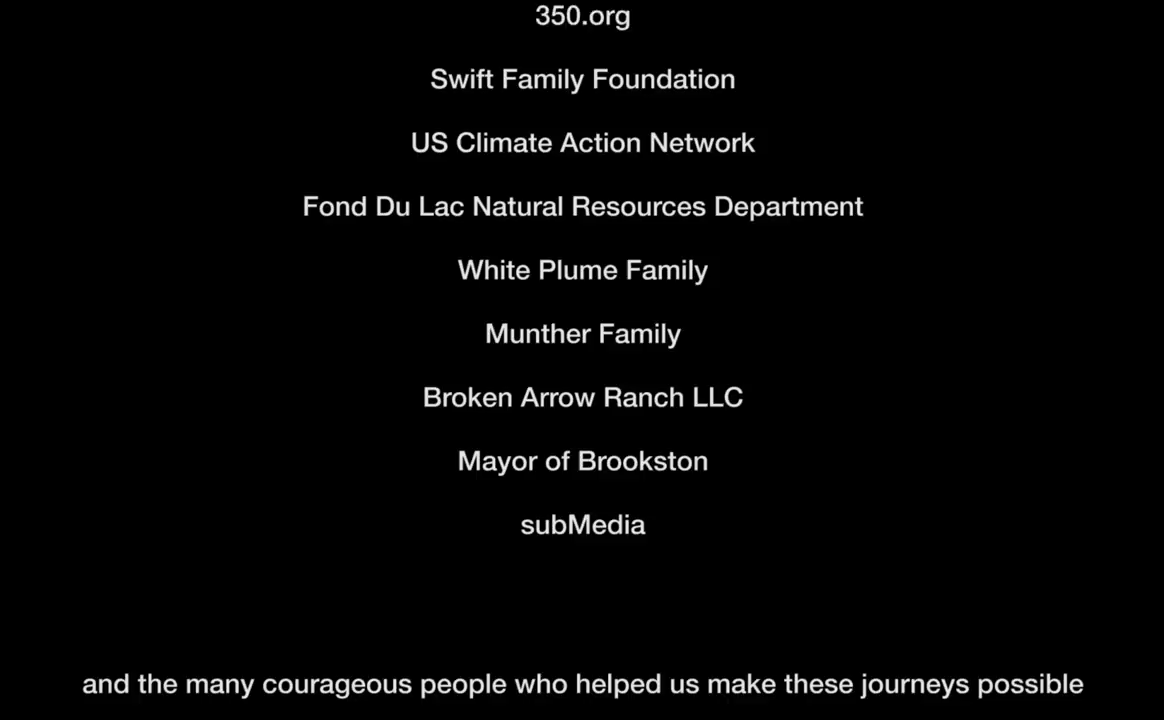 350.org
Swift Family Foundation
US Climate Action Network
Fond Du Lac Natural Resources Department
White Plume Family
Munther Family
Broken Arrow Ranch LLC
Mayor of Brookston
subMedia
and the many courageous people who helped us make these journeys possible